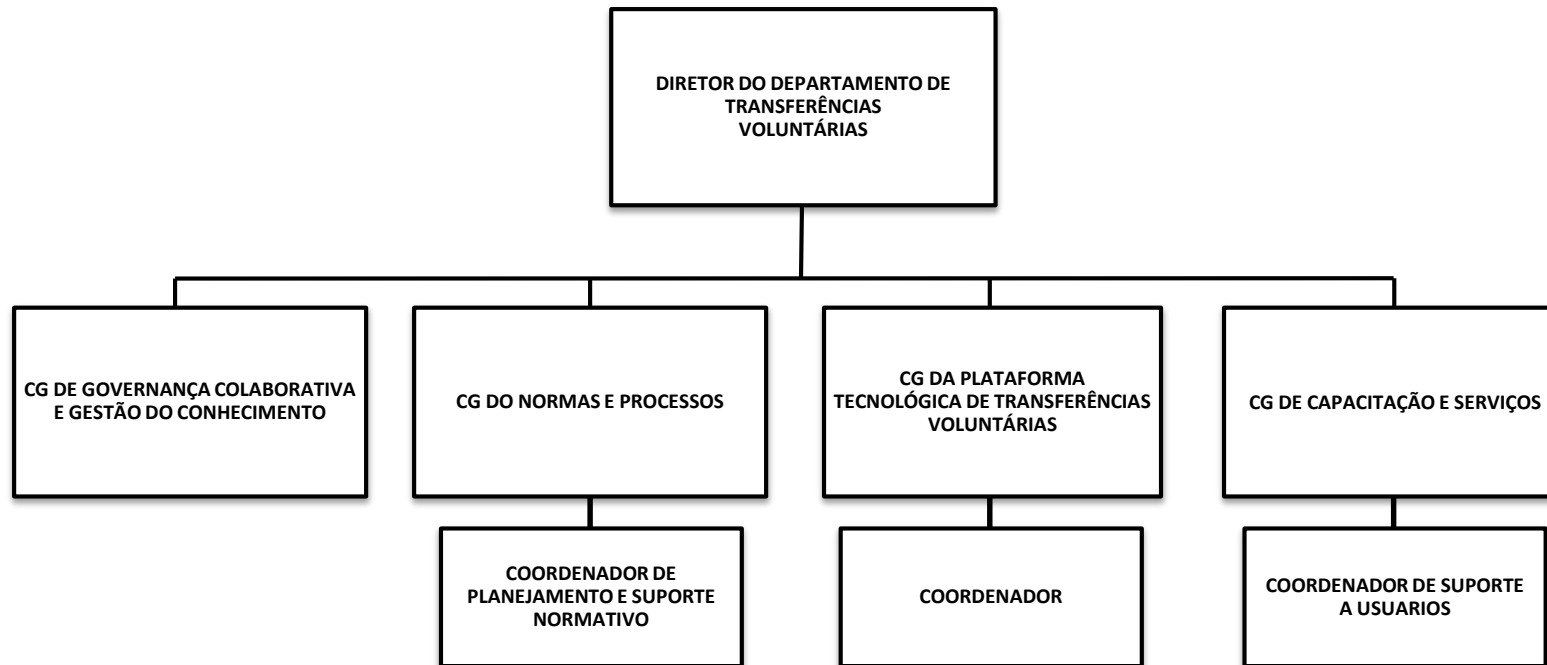 DIRETOR DO DEPARTAMENTO DE
TRANSFERÊNCIAS
VOLUNTÁRIAS
CG DE GOVERNANÇA COLABORATIVA
E GESTÃO DO CONHECIMENTO
CG DO NORMAS E PROCESSOS
CG DA PLATAFORMA
TECNOLÓGICA DE TRANSFERÊNCIAS
VOLUNTÁRIAS
CG DE CAPACITAÇÃO E SERVIÇOS
COORDENADOR DE
PLANEJAMENTO E SUPORTE
NORMATIVO
COORDENADOR
COORDENADOR DE SUPORTE
A USUARIOS